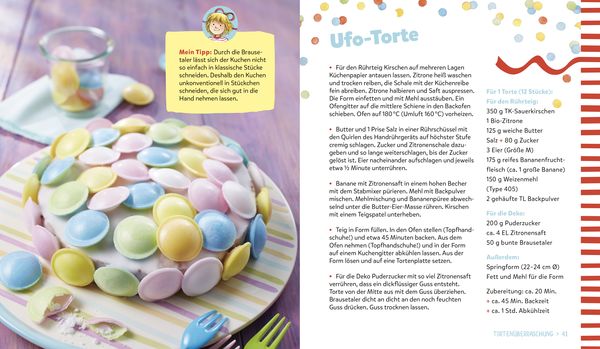 Mein Tipp: Durch die Brause-
taler lässt sich der Kuchen nicht
so einfach in klassische Stücke
schneiden. Deshalb den Kuchen
unkonventionell in Stückchen
schneiden, die sich gut in die
Hand nehmen lassen.
Ufo-Torte
• Für den Rührteig Kirschen auf mehreren Lagen
Küchenpapier antauen lassen. Zitrone heiß waschen
und trocken reiben, die Schale mit der Küchenreibe
fein abreiben. Zitrone halbieren und Saft auspressen.
Die Form einfetten und mit Mehl ausstäuben. Ein
Ofengitter auf die mittlere Schiene in den Backofen
schieben. Ofen auf 180 °C (Umluft 160 °C) vorheizen.
• Butter und 1 Prise Salz in einer Rührschüssel mit
den Quirlen des Handrührgeräts auf höchster Stufe
cremig schlagen. Zucker und Zitronenschale dazu-
geben und so lange weiterschlagen, bis der Zucker
gelöst ist. Eier nacheinander aufschlagen und jeweils
etwa ½ Minute unterrühren.
• Banane mit Zitronensaft in einem hohen Becher
mit dem Stabmixer pürieren. Mehl mit Backpulver
mischen. Mehlmischung und Bananenpüree abwech-
selnd unter die Butter-Eier-Masse rühren. Kirschen
mit einem Teigspatel unterheben.
• Teig in Form füllen. In den Ofen stellen (Topfhand-
schuhe!) und etwa 45 Minuten backen. Aus dem
Ofen nehmen (Topfhandschuhe!) und in der Form
auf einem Kuchengitter abkühlen lassen. Aus der
Form lösen und auf eine Tortenplatte setzen.
• Für die Deko Puderzucker mit so viel Zitronensaft
verrühren, dass ein dickflüssiger Guss entsteht.
Torte von der Mitte aus mit dem Guss überziehen.
Brausetaler dicht an dicht an den noch feuchten
Guss drücken. Guss trocknen lassen.
Für 1 Torte (12 Stücke):
Für den Rührteig:
350 g TK-Sauerkirschen
1 Bio-Zitrone
125 g weiche Butter
Salz + 80 g Zucker
3 Eier (Größe M)
175 g reifes Bananenfrucht-
fleisch (ca. 1 große Banane)
150 g Weizenmehl
(Type 405)
2 gehäufte TL Backpulver
Für die Deko:
200 g Puderzucker
ca. 4 EL Zitronensaft
50 g bunte Brausetaler
Außerdem:
Springform (22–24 cm Ø)
Fett und Mehl für die Form
Zubereitung: ca. 20 Min.
+ ca. 45 Min. Backzeit
+ ca. 1 Std. Abkühlzeit
TORTENÜBERRASCHUNG > 41